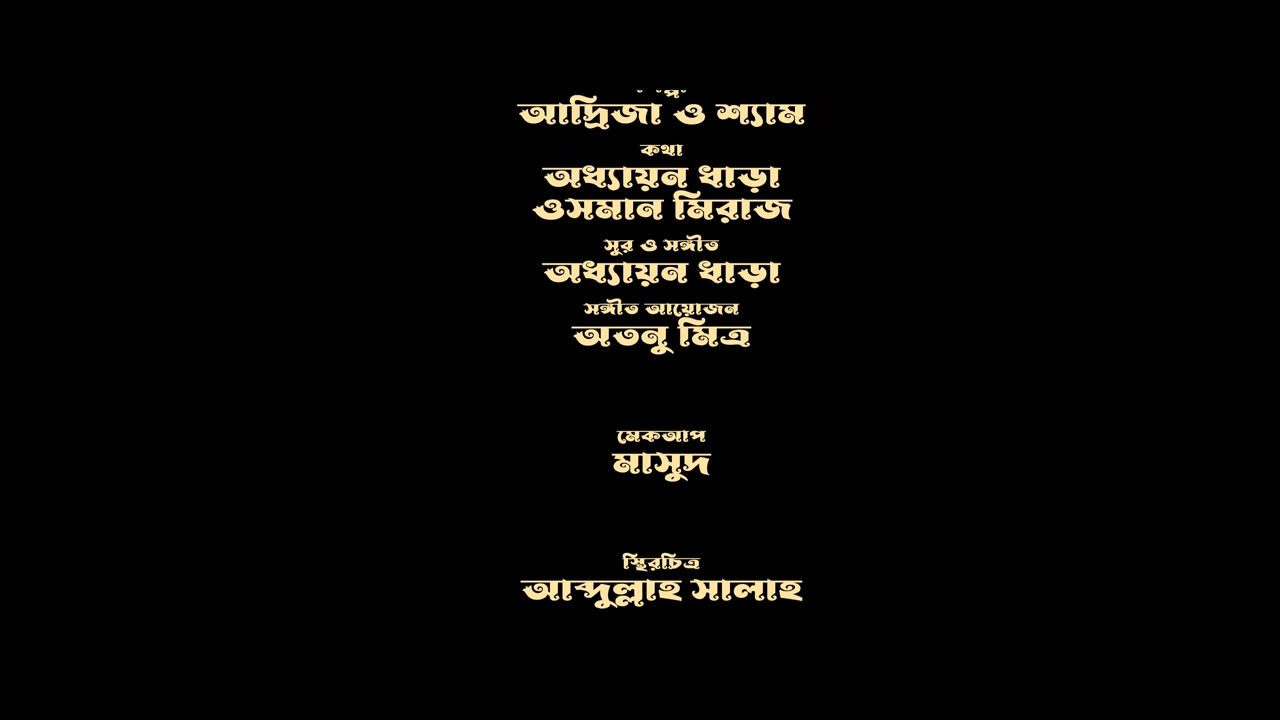 আদ্রিজা ও শ্যাম
কথা
অধ্যায়ন ধাড়া
ওসমান মিরাজ
সুর ও সঙ্গীত
অধ্যায়ন ধাড়া
সঙ্গীত আয়োজন
অতনু মিত্র
মেকআপ
মাসুদ
স্থিরচিত্র
আব্দুল্লাহ সালাহ